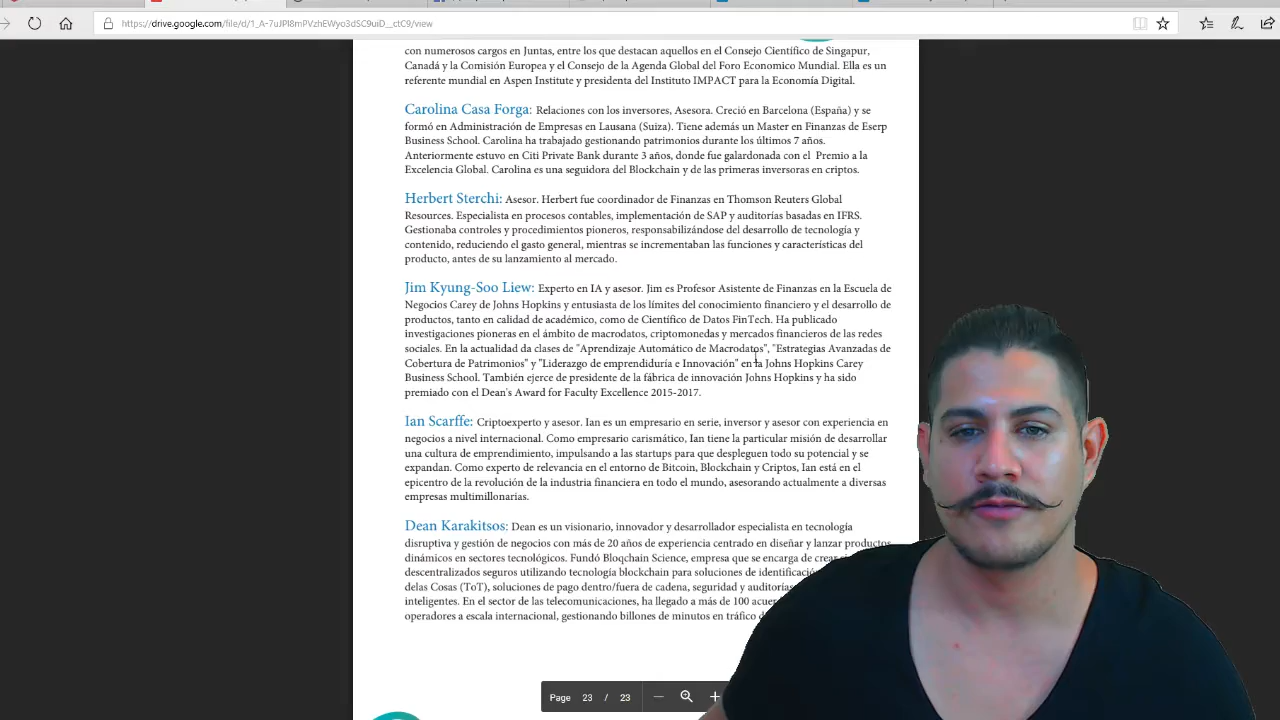 https://drive.google.com/file/d/1_A-7uJPI8mPVzhEWyo3dSC9uiD__ctC9/view
con numerosos cargos en Juntas, entre los que destacan aquellos en el Consejo Científico de Singapur,
Canadá y la Comisión Europea y el Consejo de la Agenda Global del Foro Economico Mundial. Ella es un
referente mundial en Aspen Institute y presidenta del Instituto IMPACT para la Economía Digital.
Carolina Casa Forga: Relaciones con los inversores, Asesora. Creció en Barcelona (España) y se
formó en Administración de Empresas en Lausana (Suiza). Tiene además un Master en Finanzas de Eserp
Business School. Carolina ha trabajado gestionando patrimonios durante los últimos 7 años.
Anteriormente estuvo en Citi Private Bank durante 3 años, donde fue galardonada con el Premio a la
Excelencia Global. Carolina es una seguidora del Blockchain y de las primeras inversoras en criptos.
Herbert Sterchi: Asesor. Herbert fue coordinador de Finanzas en Thomson Reuters Global
Resources. Especialista en procesos contables, implementación de SAP y auditorías basadas en IFRS.
Gestionaba controles y procedimientos pioneros, responsabilizándose del desarrollo de tecnología y
contenido, reduciendo el gasto general, mientras se incrementaban las funciones y características del
producto, antes de su lanzamiento al mercado.
Jim Kyung-Soo Liew: Experto en IA y asesor. Jim es Profesor Asistente de Finanzas en la Escuela de
Negocios Carey de Johns Hopkins y entusiasta de los límites del conocimiento financiero y el desarrollo de
productos, tanto en calidad de académico, como de Científico de Datos FinTech. Ha publicado
investigaciones pioneras en el ámbito de macrodatos, criptomonedas y mercados financieros de las redes
sociales. En la actualidad da clases de "Aprendizaje Automático de Macrodatos", "Estrategias Avanzadas de
Cobertura de Patrimonios" y "Liderazgo de emprendiduría e Innovación" en la Johns Hopkins Carey
Business School. También ejerce de presidente de la fábrica de innovación Johns Hopkins y ha sido
premiado con el Dean's Award for Faculty Excellence 2015-2017.
Ian Scarffe: Criptoexperto y asesor. Ian es un empresario en serie, inversor y asesor con experiencia en
negocios a nivel internacional. Como empresario carismático, Ian tiene la particular misión de desarrollar
una cultura de emprendimiento, impulsando a las startups para que despleguen todo su potencial y se
expandan. Como experto de relevancia en el entorno de Bitcoin, Blockchain y Criptos, Ian está en el
epicentro de la revolución de la industria financiera en todo el mundo, asesorando actualmente a diversas
empresas multimillonarias.
Dean Karakitsos: Dean es un visionario, innovador y desarrollador especialista en tecnología
disruptiva y gestión de negocios con más de 20 años de experiencia centrado en diseñar y lanzar productos
dinámicos en sectores tecnológicos. Fundó Bloqchain Science, empresa que se encarga de crear
descentralizados seguros utilizando tecnología blockchain para soluciones de
delas Cosas (ToT), soluciones de pago dentro/fuera de cadena, seguridad y auditorías
inteligentes. En el sector de las telecomunicaciones, ha llegado a más de 100
operadores a escala internacional, gestionando billones de minutos en tráfico
Page 23 / 23